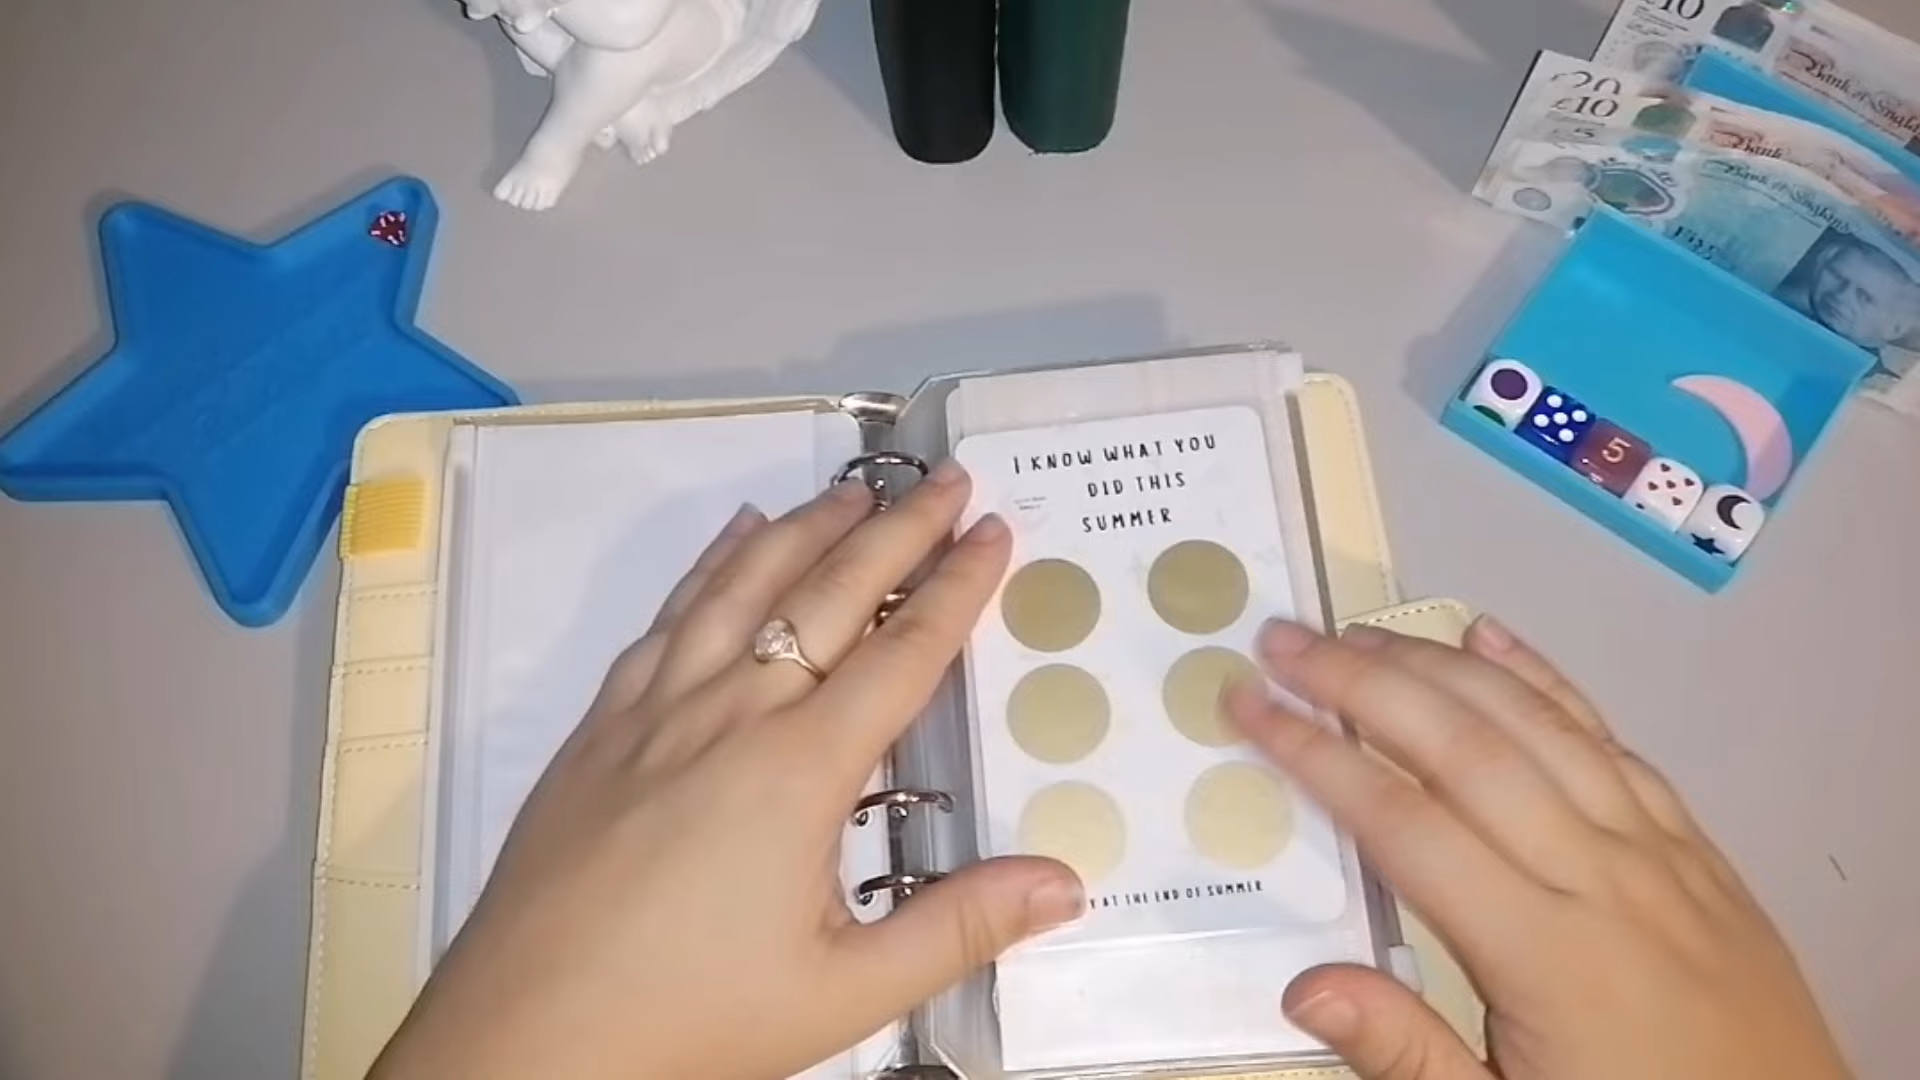 £10
Bank of England
£20
£10
Bank of England
£5
Bank of England
5
I KNOW WHAT YOU
DID THIS
SUMMER
Y AT THE END OF SUMMER